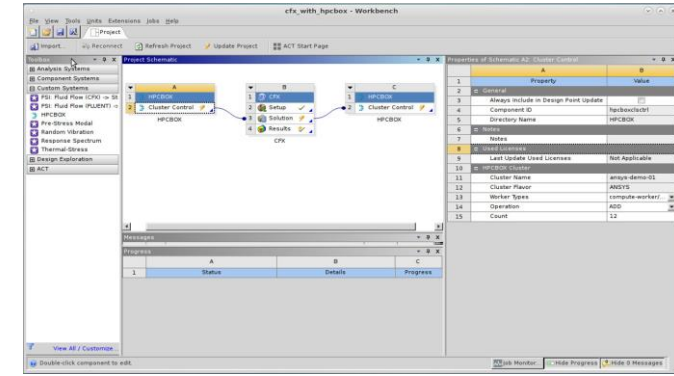 cfx_with_hpcbox - Workbench
File View Tools Units Extensions Jobs Help
Project
Import... Reconnect Refresh Project Update Project ACT Start Page
Toolbox
Analysis Systems
Component Systems
Custom Systems
FSI: Fluid Flow (CFX) -> St
FSI: Fluid Flow (FLUENT) ->
HPCBOX
Pre-Stress Modal
Random Vibration
Response Spectrum
Thermal-Stress
Design Exploration
ACT
View All / Customize...
Project Schematic
A
1 HPCBOX
2 Cluster Control
HPCBOX
B
1 CFX
2 Setup
3 Solution
4 Results
CFX
C
1 HPCBOX
2 Cluster Control
HPCBOX
Messages
Progress
A B C
1 Status Details Progress
Properties of Schematic A2: Cluster Control
A B
1 Property Value
2 General
3 Always Include in Design Point Update
4 Component ID hpcboxclsctrl
5 Directory Name HPCBOX
6 Notes
7 Notes
8 Used Licenses
9 Last Update Used Licenses Not Applicable
10 HPCBOX Cluster
11 Cluster Name ansys-demo-01
12 Cluster Flavor ANSYS
13 Worker Types compute-worker/...
14 Operation ADD
15 Count 12
Double-click component to edit.
Job Monitor... Hide Progress Hide 0 Messages